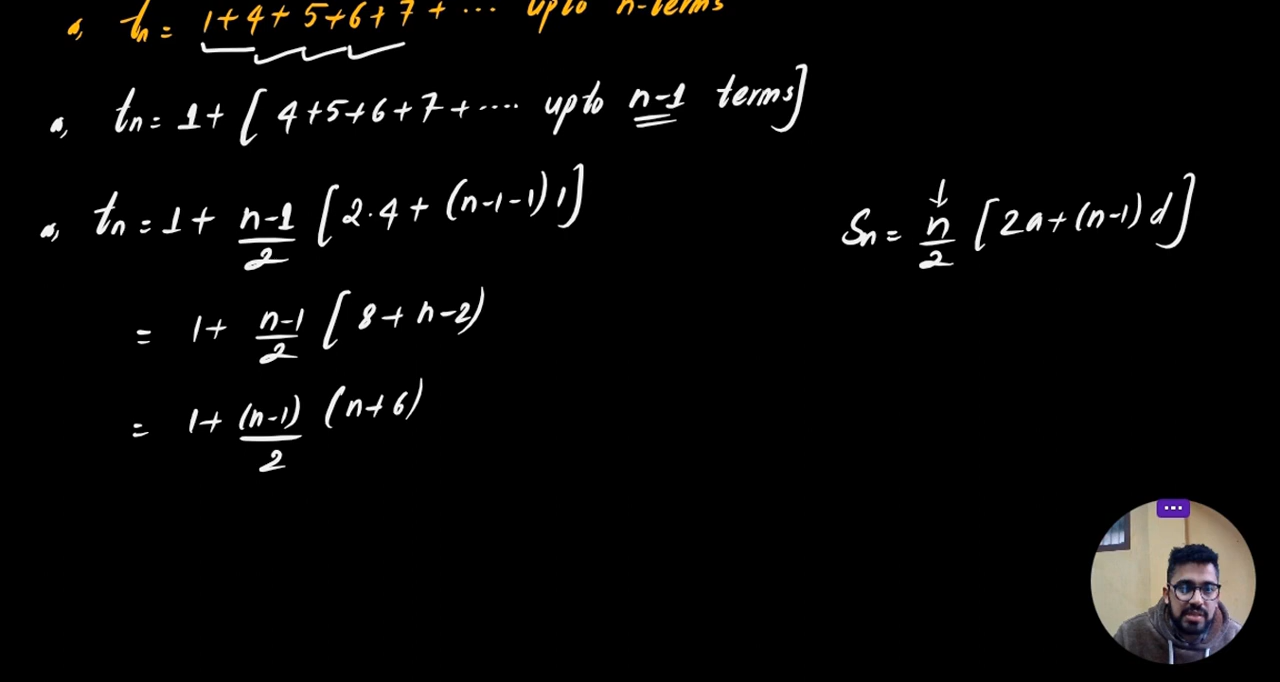 a, tn = 1+4+5+6+7+ ... upto n-terms
a, tn = 1+ [4+5+6+7+.... upto n-1 terms]
a, tn = 1+ n-1/2 [2.4 + (n-1-1)1]
Sn = n/2 [2a+(n-1)d]
= 1+ n-1/2 [8+n-2)
= 1+ (n-1)/2 (n+6)